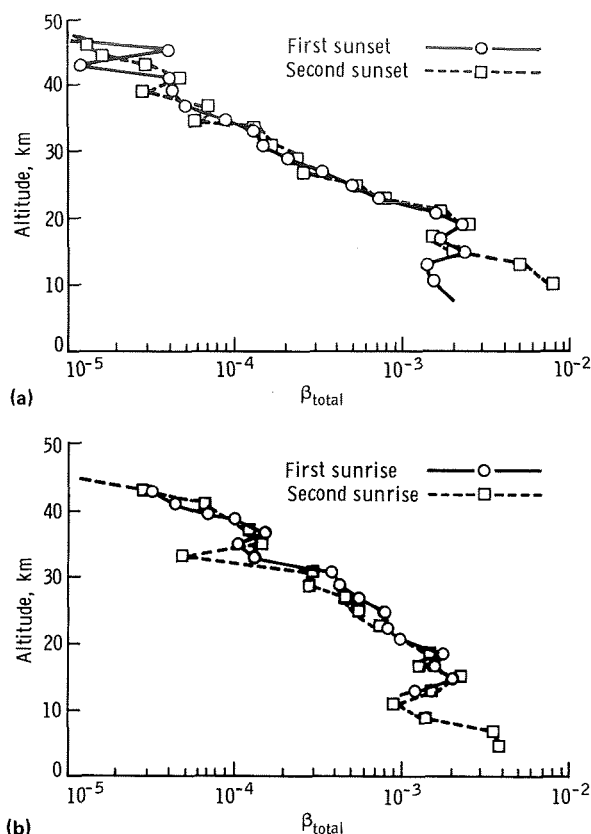 50
40
30
20
10
0
Altitude, km
First sunset
Second sunset
10⁻⁵
10⁻⁴
10⁻³
10⁻²
(a)
βtotal
50
40
30
20
10
0
Altitude, km
First sunrise
Second sunrise
10⁻⁵
10⁻⁴
10⁻³
10⁻²
(b)
βtotal